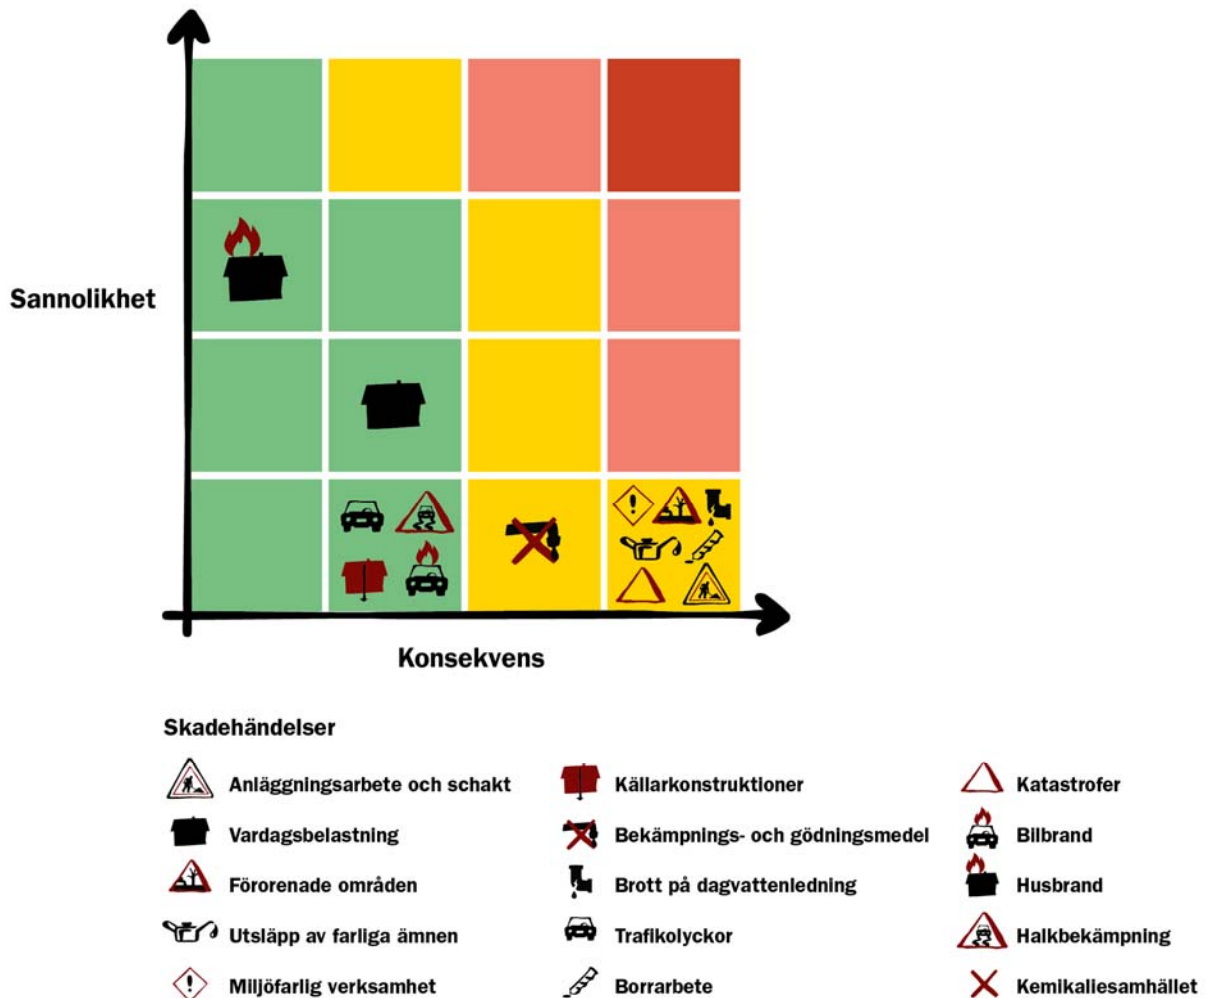 Sannolikhet
Konsekvens
Skadehändelser
Anläggningsarbete och schakt
Källarkonstruktioner
Katastrofer
Vardagsbelastning
Bekämpnings- och gödningsmedel
Bilbrand
Förorenade områden
Brott på dagvattenledning
Husbrand
Utsläpp av farliga ämnen
Trafikolyckor
Halkbekämpning
Miljöfarlig verksamhet
Borrarbete
Kemikaliesamhället